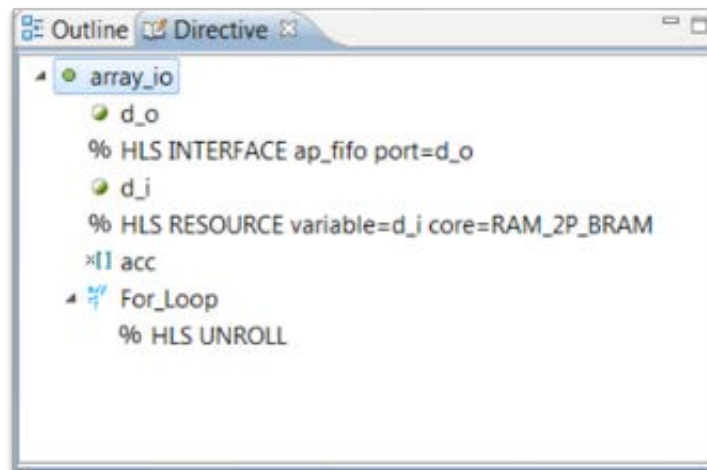 Outline Directive
array_io
d_o
% HLS INTERFACE ap_fifo port=d_o
d_i
% HLS RESOURCE variable=d_i core=RAM_2P_BRAM
×[] acc
For_Loop
% HLS UNROLL